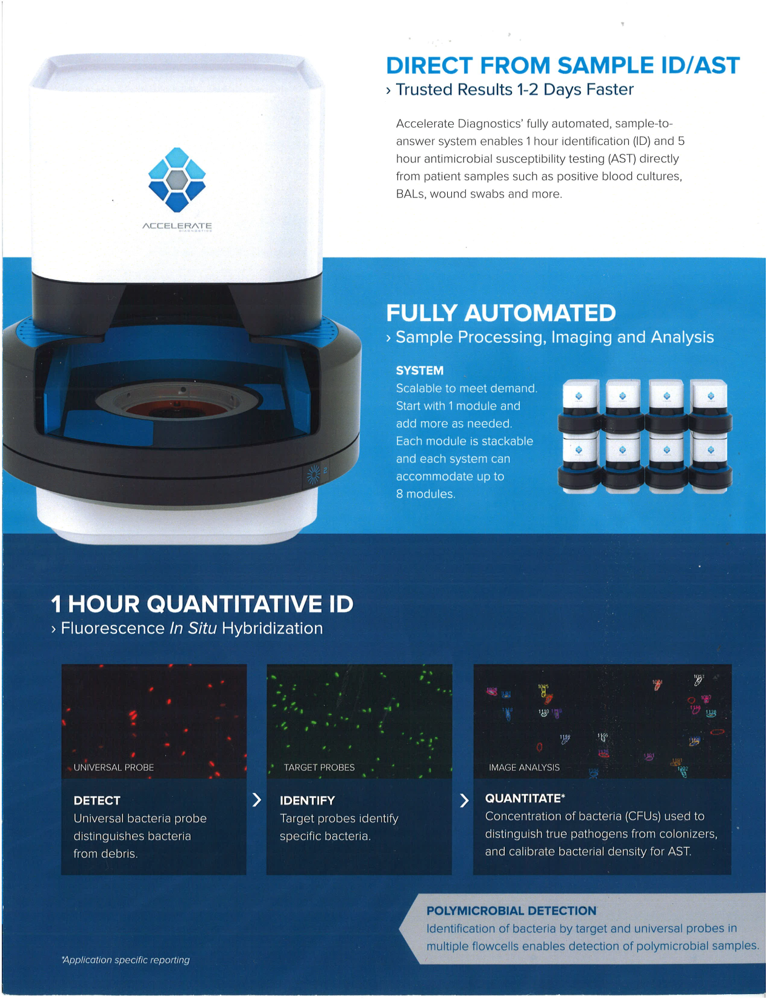 DIRECT FROM SAMPLE ID/AST
› Trusted Results 1-2 Days Faster
Accelerate Diagnostics' fully automated, sample-to-
answer system enables 1 hour identification (ID) and 5
hour antimicrobial susceptibility testing (AST) directly
from patient samples such as positive blood cultures,
BALs, wound swabs and more.
ACCELERATE
DIAGNOSTICS
FULLY AUTOMATED
› Sample Processing, Imaging and Analysis
SYSTEM
Scalable to meet demand.
Start with 1 module and
add more as needed.
Each module is stackable
and each system can
accommodate up to
8 modules.
2
1 HOUR QUANTITATIVE ID
› Fluorescence In Situ Hybridization
UNIVERSAL PROBE
DETECT
Universal bacteria probe
distinguishes bacteria
from debris.
›
TARGET PROBES
IDENTIFY
Target probes identify
specific bacteria.
›
1118
1119
1152
1202
IMAGE ANALYSIS
QUANTITATE*
Concentration of bacteria (CFUs) used to
distinguish true pathogens from colonizers,
and calibrate bacterial density for AST.
POLYMICROBIAL DETECTION
Identification of bacteria by target and universal probes in
multiple flowcells enables detection of polymicrobial samples.
*Application specific reporting